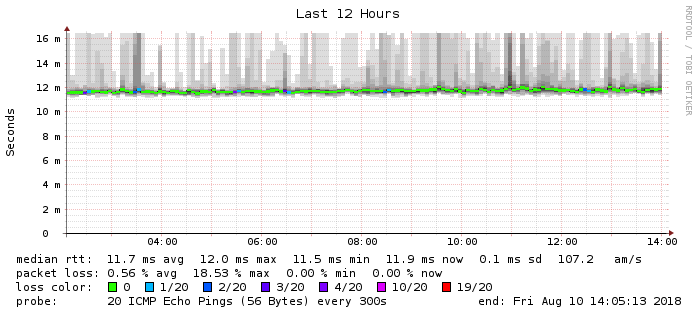 Last 12 Hours
RRDTOOL / TOBI OETIKER
Seconds
16 m
14 m
12 m
10 m
8 m
6 m
4 m
2 m
0
04:00 06:00 08:00 10:00 12:00 14:00
median rtt: 11.7 ms avg 12.0 ms max 11.5 ms min 11.9 ms now 0.1 ms sd 107.2 am/s
packet loss: 0.56 % avg 18.53 % max 0.00 % min 0.00 % now
loss color: 0 1/20 2/20 3/20 4/20 10/20 19/20
probe: 20 ICMP Echo Pings (56 Bytes) every 300s end: Fri Aug 10 14:05:13 2018